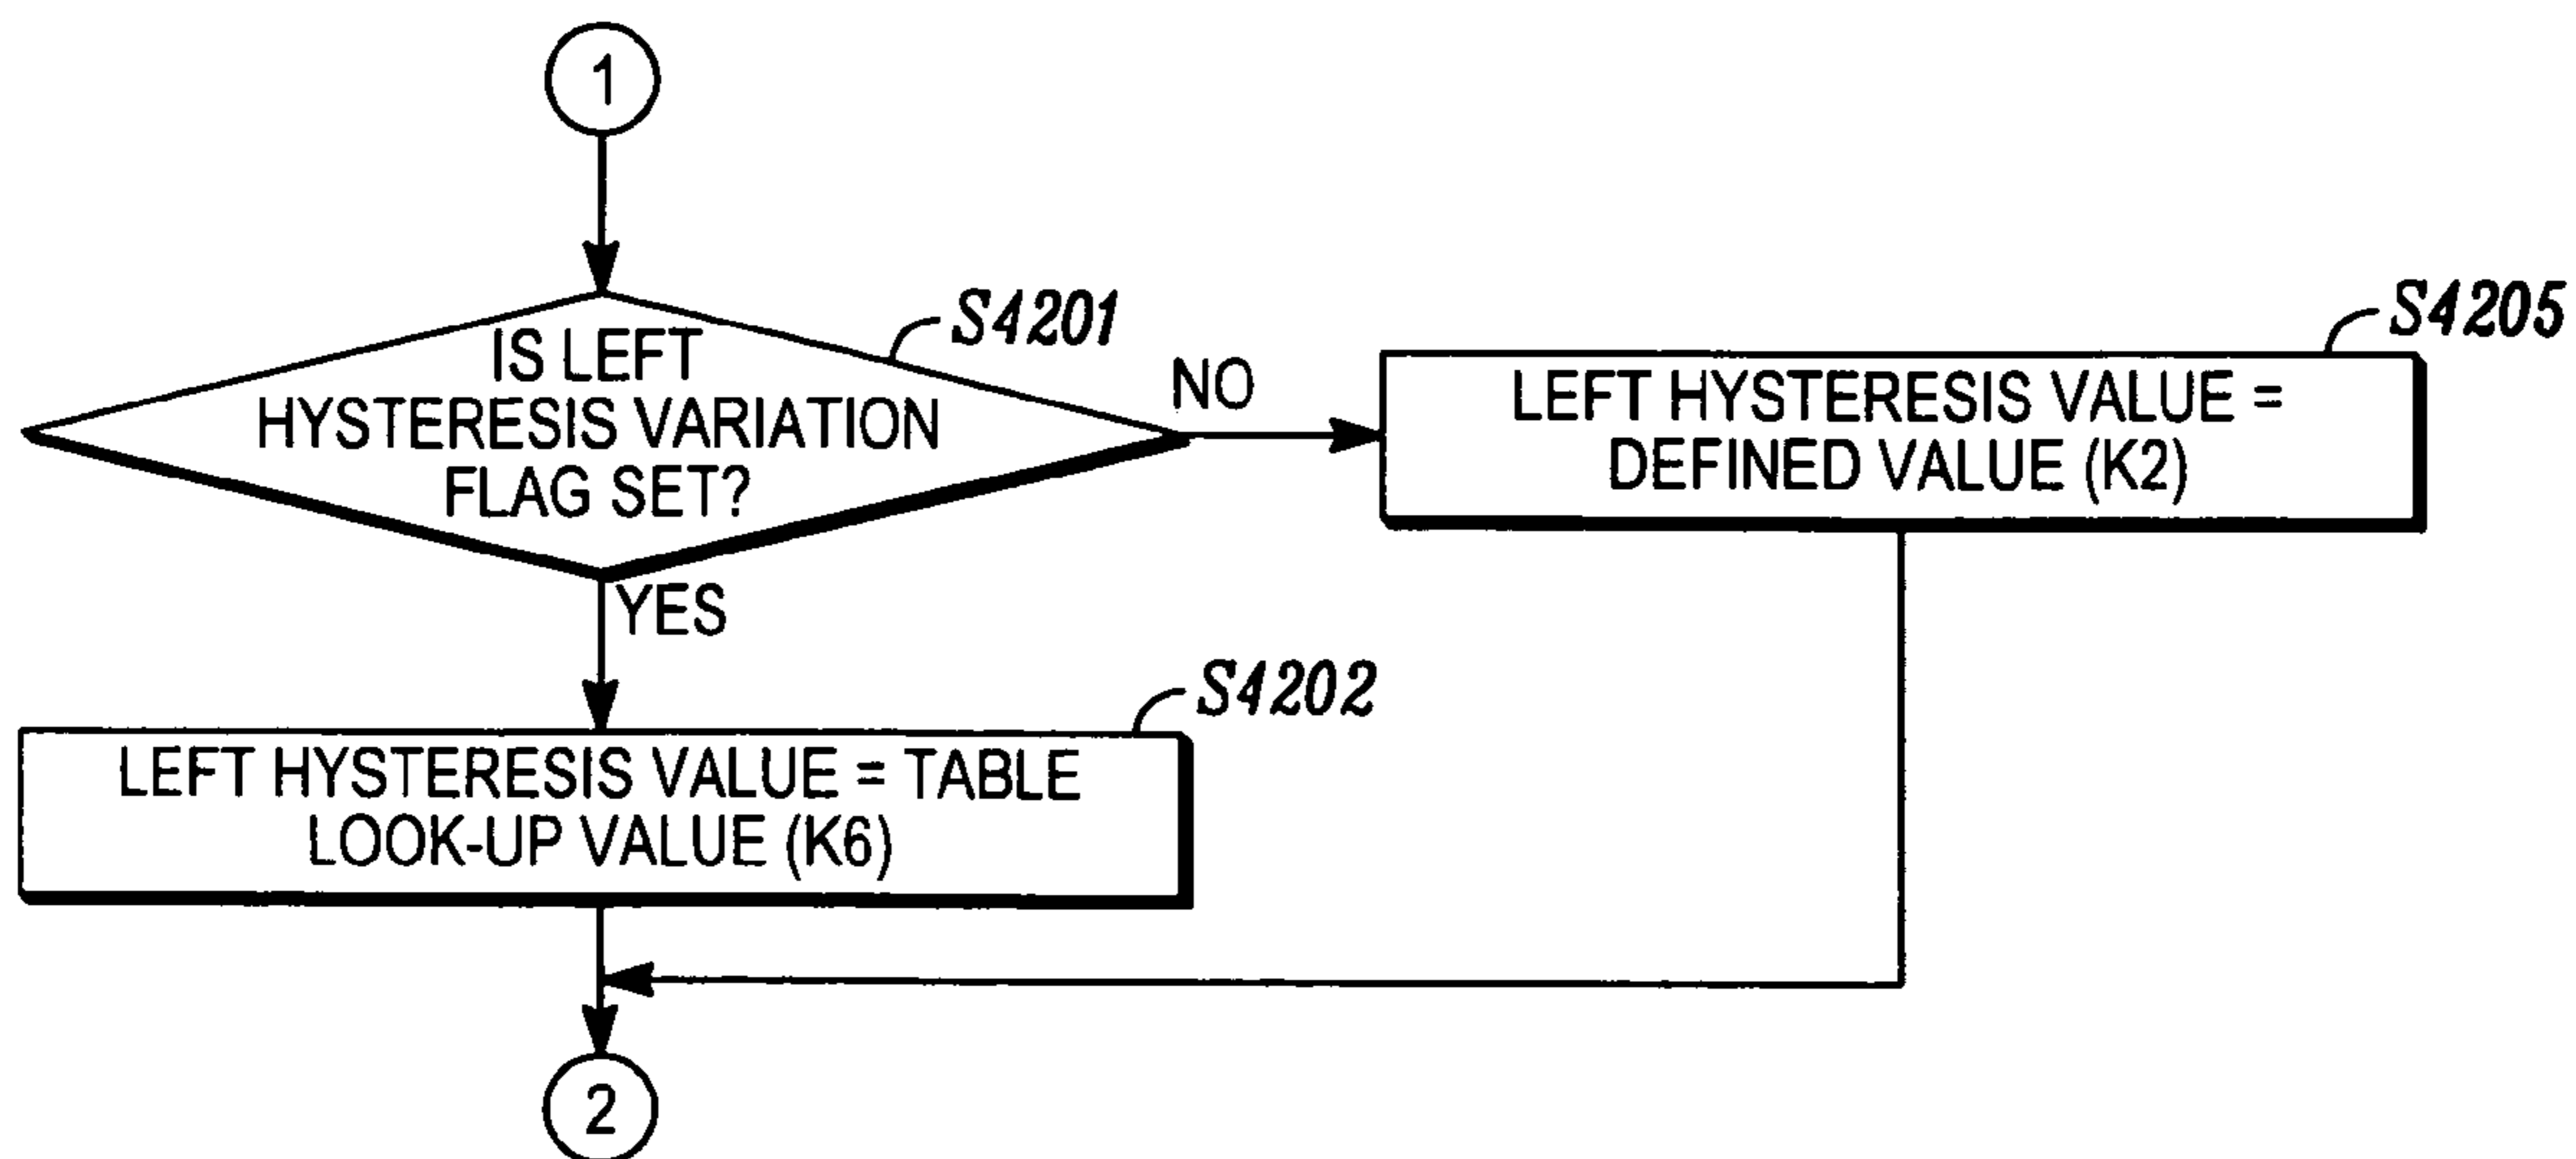 1
S4201
IS LEFT
HYSTERESIS VARIATION
FLAG SET?
NO
S4205
LEFT HYSTERESIS VALUE =
DEFINED VALUE (K2)
YES
S4202
LEFT HYSTERESIS VALUE = TABLE
LOOK-UP VALUE (K6)
2